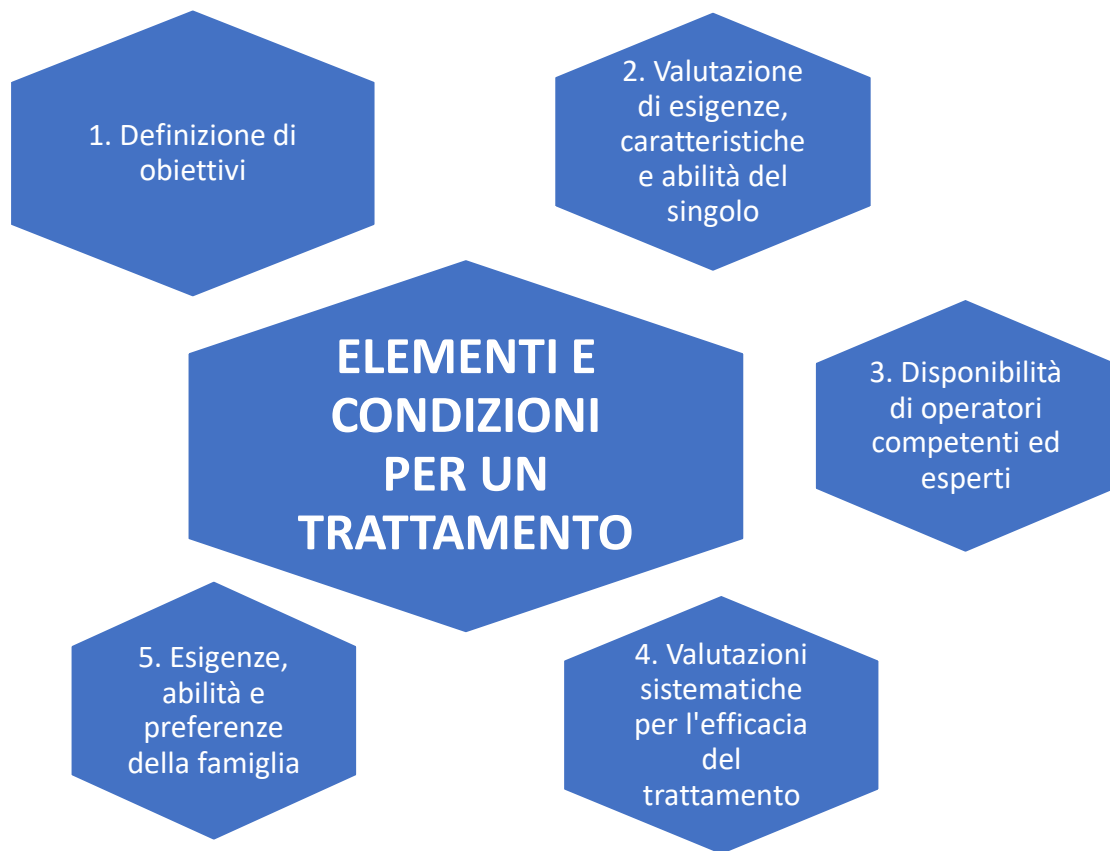 1. Definizione di
obiettivi
2. Valutazione
di esigenze,
caratteristiche
e abilità del
singolo
ELEMENTI E
CONDIZIONI
PER UN
TRATTAMENTO
3. Disponibilità
di operatori
competenti ed
esperti
4. Valutazioni
sistematiche
per l'efficacia
del
trattamento
5. Esigenze,
abilità e
preferenze
della famiglia